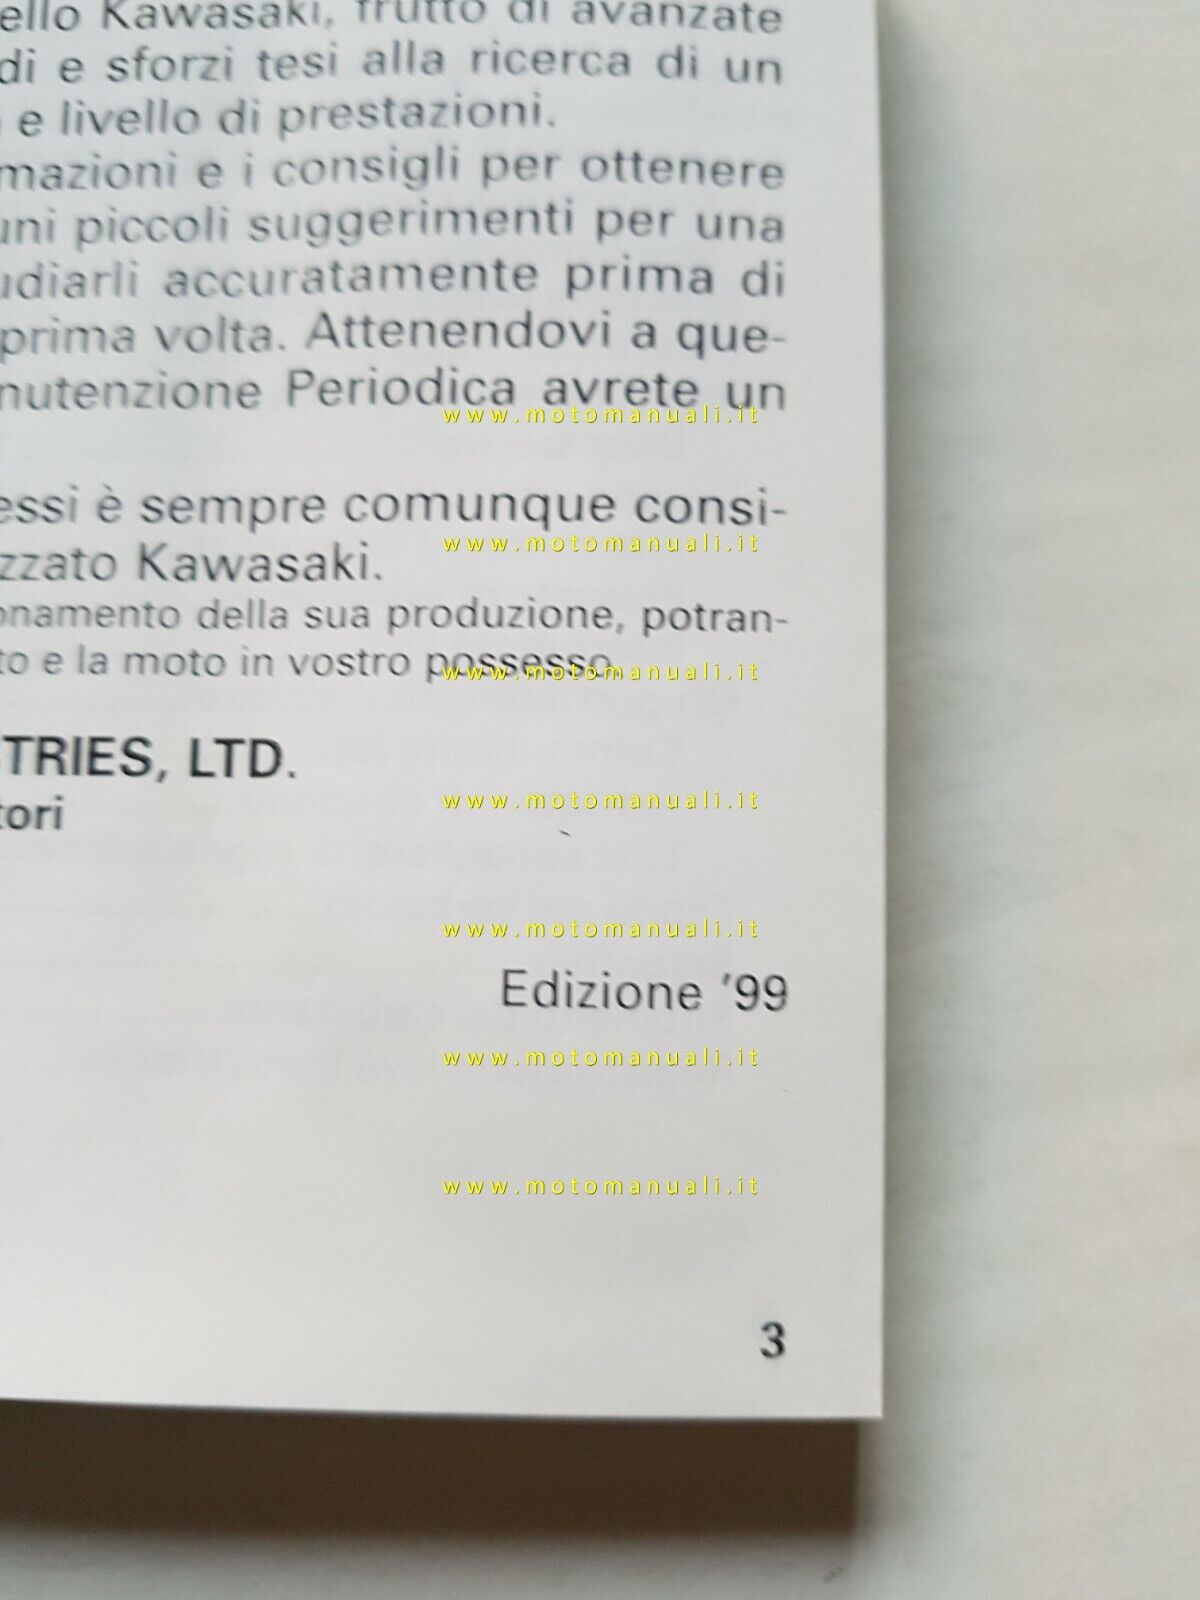 ello Kawasaki, frutto di avanzate
di e sforzi tesi alla ricerca di un
e livello di prestazioni.
mazioni e i consigli per ottenere
uni piccoli suggerimenti per una
udiarli accuratamente prima di
prima volta. Attenendovi a que-
nutenzione Periodica avrete un
www.motomanuali.it
essi è sempre comunque consi-
www.motomanuali.it
zzato Kawasaki.
onamento della sua produzione, potran-
to e la moto in vostro possesso.
www.motomanuali.it
STRIES, LTD.
www.motomanuali.it
tori
www.motomanuali.it
Edizione '99
www.motomanuali.it
www.motomanuali.it
3